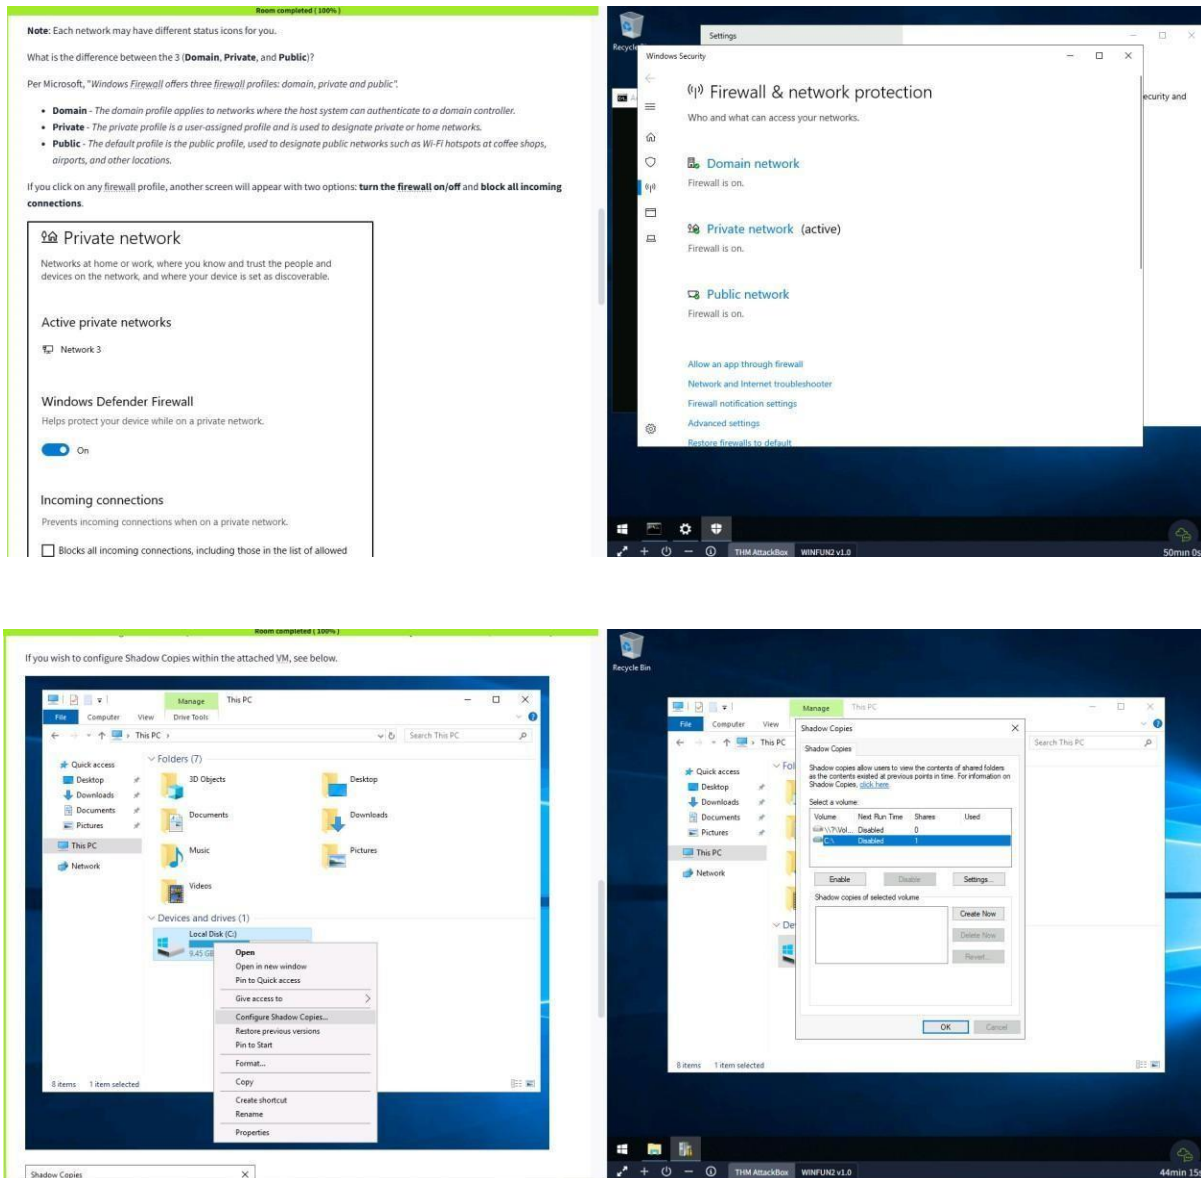 Room completed ( 100% )
Note: Each network may have different status icons for you.
What is the difference between the 3 (Domain, Private, and Public)?
Per Microsoft, "Windows Firewall offers three firewall profiles: domain, private and public".
• Domain - The domain profile applies to networks where the host system can authenticate to a domain controller.
• Private - The private profile is a user-assigned profile and is used to designate private or home networks.
• Public - The default profile is the public profile, used to designate public networks such as Wi-Fi hotspots at coffee shops,
airports, and other locations.
If you click on any firewall profile, another screen will appear with two options: turn the firewall on/off and block all incoming
connections.
Private network
Networks at home or work, where you know and trust the people and
devices on the network, and where your device is set as discoverable.
Active private networks
Network 3
Windows Defender Firewall
Helps protect your device while on a private network.
On
Incoming connections
Prevents incoming connections when on a private network.
Blocks all incoming connections, including those in the list of allowed
Recycle
Settings
Windows Security
ecurity and
Firewall & network protection
Who and what can access your networks.
Domain network
Firewall is on.
Private network (active)
Firewall is on.
Public network
Firewall is on.
Allow an app through firewall
Network and Internet troubleshooter
Firewall notification settings
Advanced settings
Restore firewalls to default
THM AttackBox
WINFUN2 v1.0
50min 0s
Room completed ( 100% )
If you wish to configure Shadow Copies within the attached VM, see below.
Manage
This PC
File
Computer
View
Drive Tools
This PC
Search This PC
Quick access
Desktop
Downloads
Documents
Pictures
This PC
Network
Folders (7)
3D Objects
Desktop
Documents
Downloads
Music
Pictures
Videos
Devices and drives (1)
Local Disk (C:)
9.45 GB
Open
Open in new window
Pin to Quick access
Give access to
Configure Shadow Copies...
Restore previous versions
Pin to Start
Format...
Copy
Create shortcut
Rename
Properties
8 items
1 item selected
Shadow Copies
Recycle Bin
Manage
This PC
File
Computer
View
This PC
Search This PC
Quick access
Desktop
Downloads
Documents
Pictures
This PC
Network
Fol
De
Shadow Copies
Shadow Copies
Shadow copies allow users to view the contents of shared folders
as the contents existed at previous points in time. For information on
Shadow Copies, click here.
Select a volume:
Volume Next Run Time Shares Used
\\?\Vol... Disabled 0
C:\ Disabled 1
Enable
Disable
Settings...
Shadow copies of selected volume
Create Now
Delete Now
Revert...
OK
Cancel
8 items
1 item selected
THM AttackBox
WINFUN2 v1.0
44min 15s